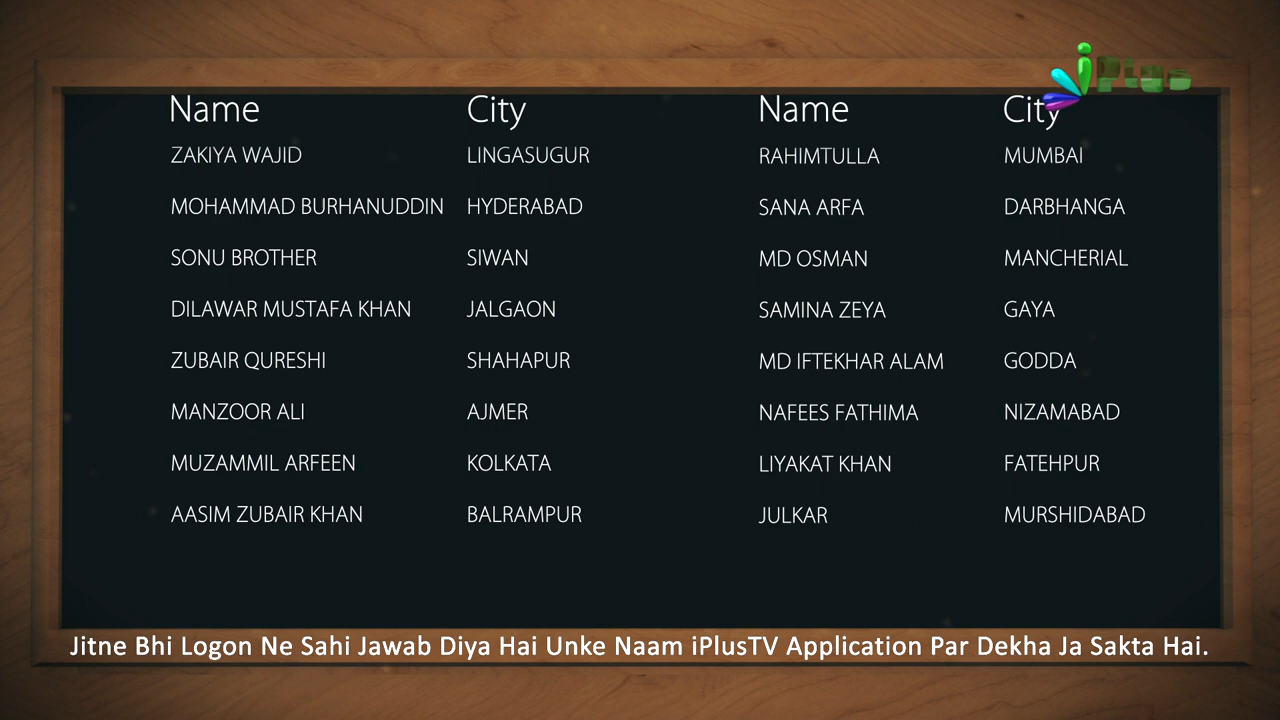 iPlus
Name City Name City
ZAKIYA WAJID LINGASUGUR RAHIMTULLA MUMBAI
MOHAMMAD BURHANUDDIN HYDERABAD SANA ARFA DARBHANGA
SONU BROTHER SIWAN MD OSMAN MANCHERIAL
DILAWAR MUSTAFA KHAN JALGAON SAMINA ZEYA GAYA
ZUBAIR QURESHI SHAHAPUR MD IFTEKHAR ALAM GODDA
MANZOOR ALI AJMER NAFEES FATHIMA NIZAMABAD
MUZAMMIL ARFEEN KOLKATA LIYAKAT KHAN FATEHPUR
AASIM ZUBAIR KHAN BALRAMPUR JULKAR MURSHIDABAD
Jitne Bhi Logon Ne Sahi Jawab Diya Hai Unke Naam iPlusTV Application Par Dekha Ja Sakta Hai.